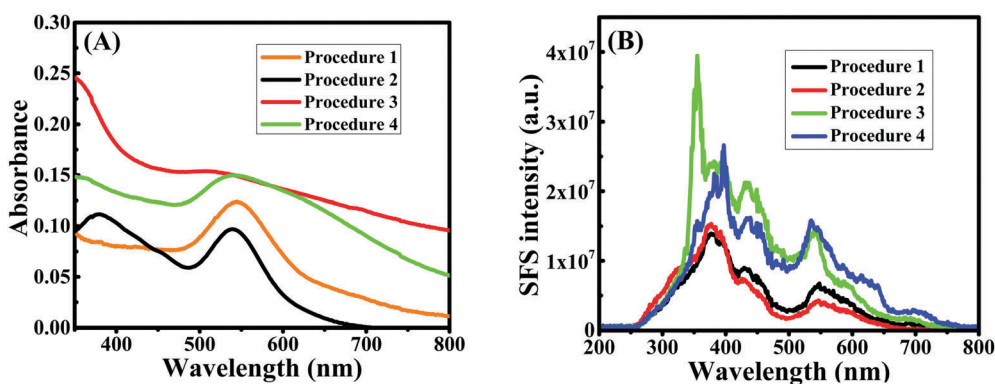 (A)
Procedure 1
Procedure 2
Procedure 3
Procedure 4
Absorbance
0.30
0.25
0.20
0.15
0.10
0.05
0.00
400 500 600 700 800
Wavelength (nm)
(B)
Procedure 1
Procedure 2
Procedure 3
Procedure 4
SFS intensity (a.u.)
4x10⁷
3x10⁷
2x10⁷
1x10⁷
0
200 300 400 500 600 700 800
Wavelength (nm)